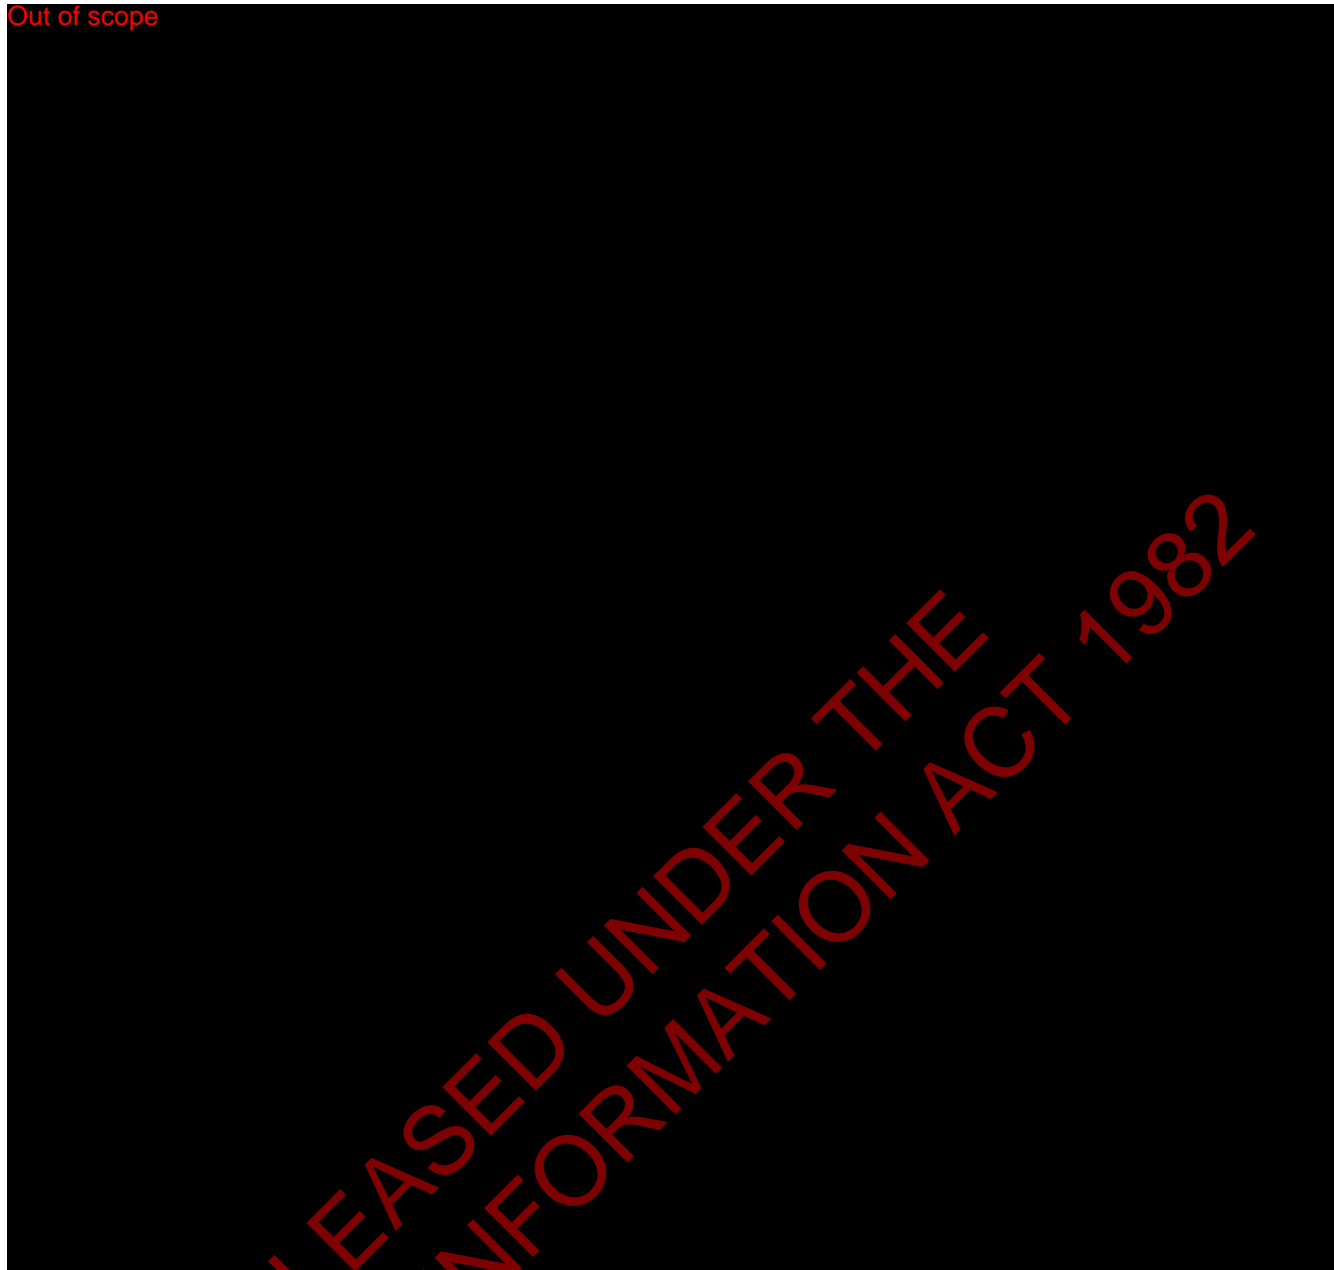 Out of scope
LEASED UNDER THE
NFORMATION ACT 1982